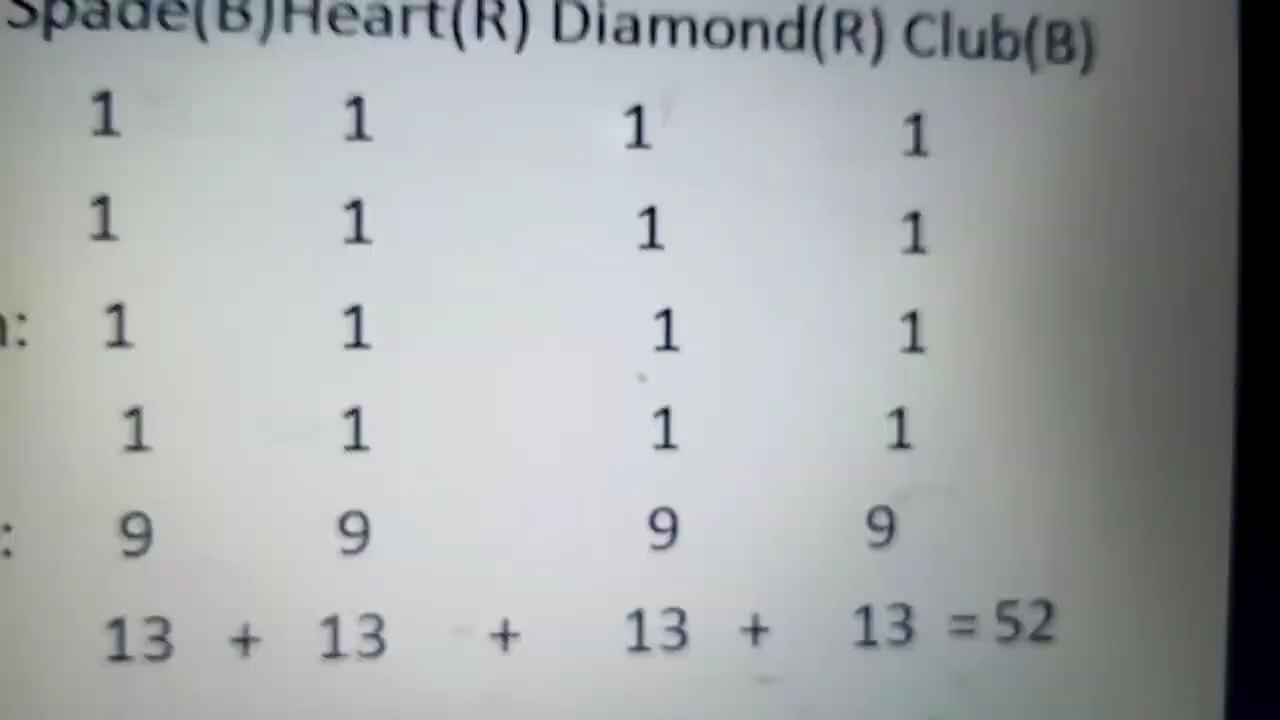 Spade(B)Heart(R) Diamond(R) Club(B)
1 1 1 1
1 1 1 1
: 1 1 1 1
1 1 1 1
: 9 9 9 9
13 + 13 + 13 + 13 = 52